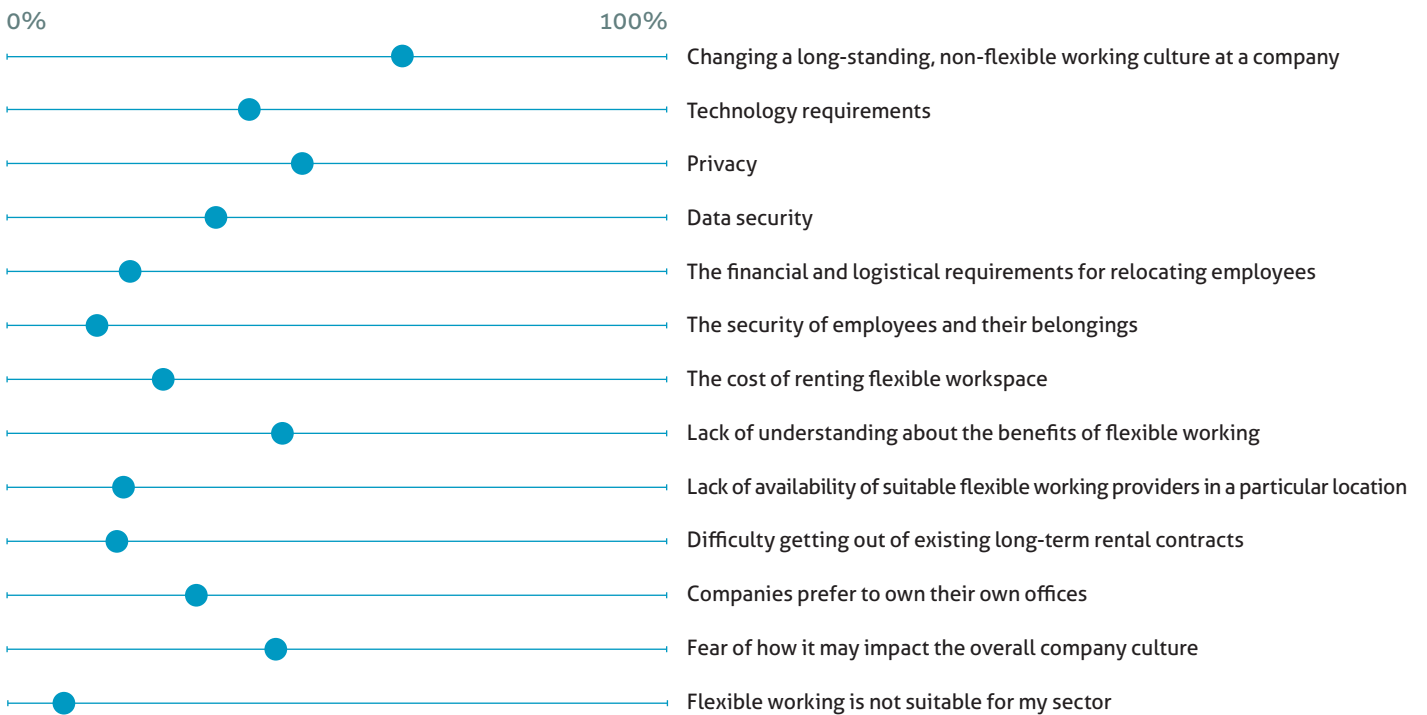 0% 100%
Changing a long-standing, non-flexible working culture at a company
Technology requirements
Privacy
Data security
The financial and logistical requirements for relocating employees
The security of employees and their belongings
The cost of renting flexible workspace
Lack of understanding about the benefits of flexible working
Lack of availability of suitable flexible working providers in a particular location
Difficulty getting out of existing long-term rental contracts
Companies prefer to own their own offices
Fear of how it may impact the overall company culture
Flexible working is not suitable for my sector